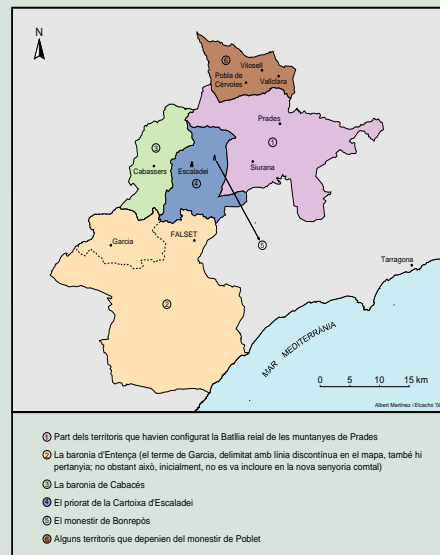 N
6
Vilosell
Pobla de
Cérvoles
Vallclara
Prades
1
3
Cabassers
Escaladei
4
Siurana
Garcia
FALSET
5
Tarragona
2
MAR MEDITERRÀNIA
0 5 10 15 km
Albert Martínez i Elcacho '08
1 Part dels territoris que havien configurat la Batllia reial de les muntanyes de Prades
2 La baronia d'Entença (el terme de Garcia, delimitat amb línia discontínua en el mapa, també hi
pertanyia; no obstant això, inicialment, no es va incloure en la nova senyoria comtal)
3 La baronia de Cabacés
4 El priorat de la Cartoixa d'Escaladei
5 El monestir de Bonrepòs
6 Alguns territoris que depenien del monestir de Poblet